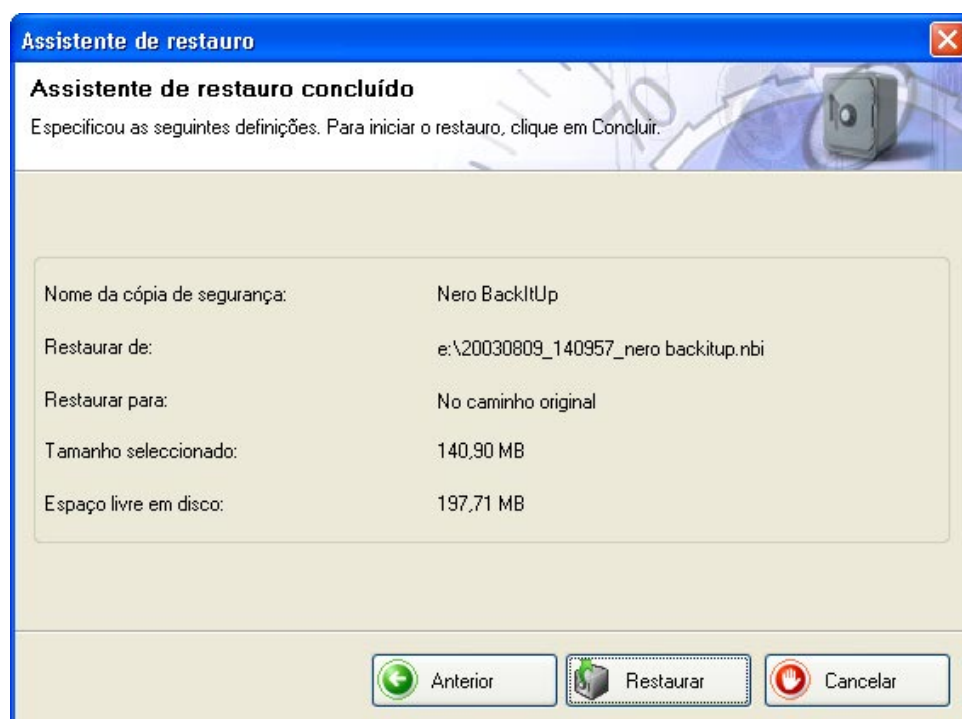 Assistente de restauro
Assistente de restauro concluído
Especificou as seguintes definições. Para iniciar o restauro, clique em Concluir.
70
Nome da cópia de segurança: Nero BackItUp
Restaurar de: e:\20030809_140957_nero backitup.nbi
Restaurar para: No caminho original
Tamanho seleccionado: 140,90 MB
Espaço livre em disco: 197,71 MB
Anterior Restaurar Cancelar